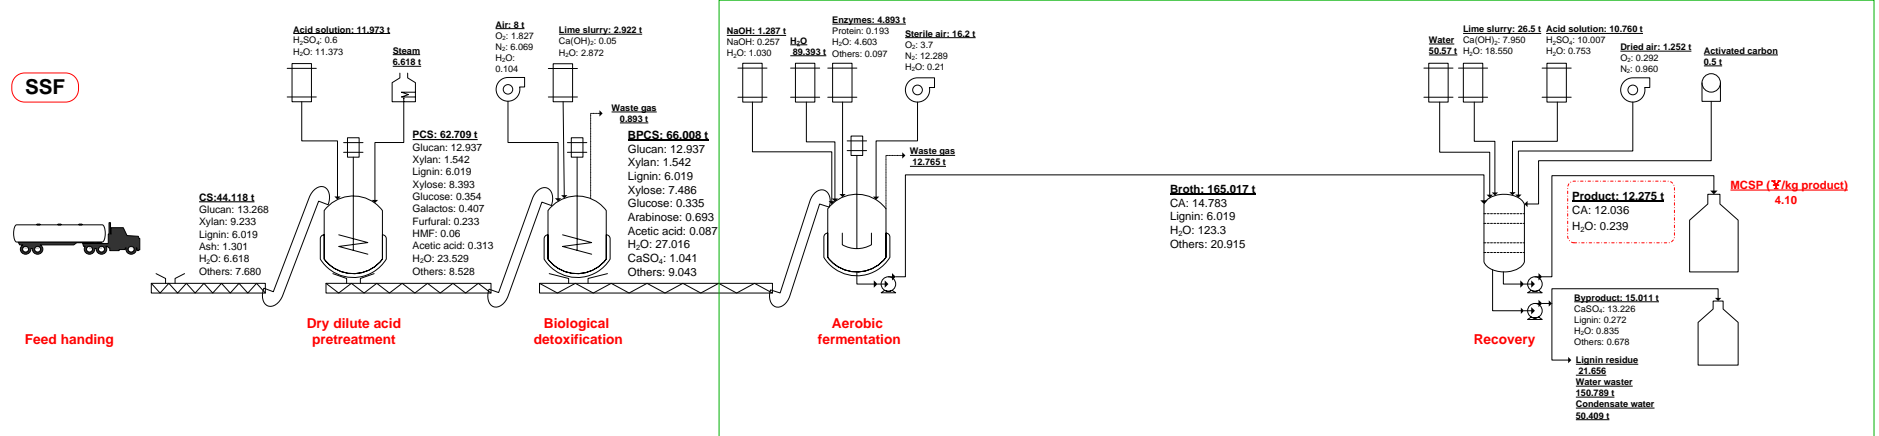 SSF
Feed handing
CS:44.118 t
Glucan: 13.268
Xylan: 9.233
Lignin: 6.019
Ash: 1.301
H₂O: 6.618
Others: 7.680
Acid solution: 11.973 t
H₂SO₄: 0.6
H₂O: 11.373
Steam
6.618 t
Dry dilute acid
pretreatment
PCS: 62.709 t
Glucan: 12.937
Xylan: 1.542
Lignin: 6.019
Xylose: 8.393
Glucose: 0.354
Galactos: 0.407
Furfural: 0.233
HMF: 0.06
Acetic acid: 0.313
H₂O: 23.529
Others: 8.528
Air: 8 t
O₂: 1.827
N₂: 6.069
H₂O:
0.104
Lime slurry: 2.922 t
Ca(OH)₂: 0.05
H₂O: 2.872
Waste gas
0.893 t
Biological
detoxification
BPCS: 66.008 t
Glucan: 12.937
Xylan: 1.542
Lignin: 6.019
Xylose: 7.486
Glucose: 0.335
Arabinose: 0.693
Acetic acid: 0.087
H₂O: 27.016
CaSO₄: 1.041
Others: 9.043
NaOH: 1.287 t
NaOH: 0.257
H₂O: 1.030
H₂O
89.393 t
Enzymes: 4.893 t
Protein: 0.193
H₂O: 4.603
Others: 0.097
Sterile air: 16.2 t
O₂: 3.7
N₂: 12.289
H₂O: 0.21
Waste gas
12.765 t
Aerobic
fermentation
Broth: 165.017 t
CA: 14.783
Lignin: 6.019
H₂O: 123.3
Others: 20.915
Water
50.57 t
Lime slurry: 26.5 t
Ca(OH)₂: 7.950
H₂O: 18.550
Acid solution: 10.760 t
H₂SO₄: 10.007
H₂O: 0.753
Dried air: 1.252 t
O₂: 0.292
N₂: 0.960
Activated carbon
0.5 t
Recovery
Product: 12.275 t
CA: 12.036
H₂O: 0.239
MCSP (¥/kg product)
4.10
Byproduct: 15.011 t
CaSO₄: 13.226
Lignin: 0.272
H₂O: 0.835
Others: 0.678
Lignin residue
21.656
Water waster
150.789 t
Condensate water
50.409 t